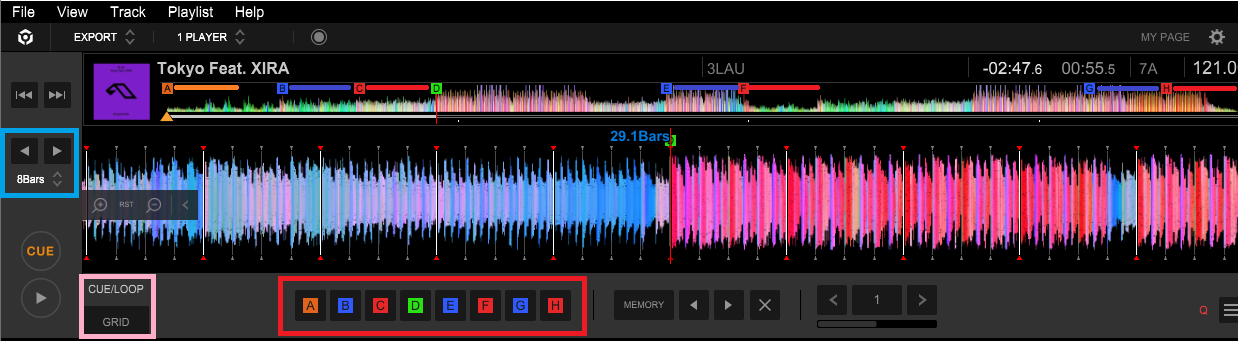 File View Track Playlist Help
EXPORT 1 PLAYER MY PAGE
Tokyo Feat. XIRA 3LAU -02:47.6 00:55.5 7A 121.0
A B C D E F G H
29.1Bars
8Bars
RST
CUE
CUE/LOOP
GRID
A B C D E F G H MEMORY 1
Q